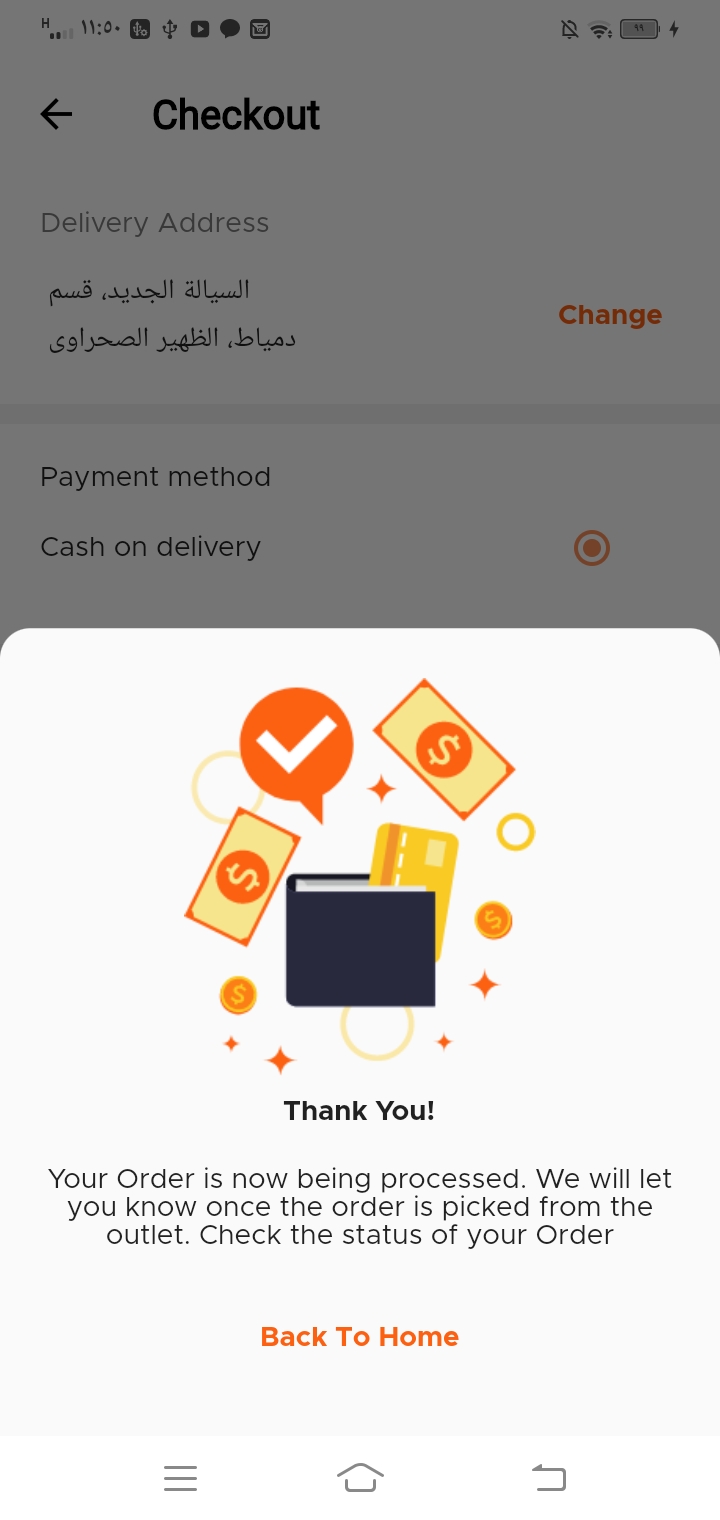 H ١١:٥٠ ٩٩
Checkout
Delivery Address
السيالة الجديد، قسم
دمياط، الظهير الصحراوى
Change
Payment method
Cash on delivery
Thank You!
Your Order is now being processed. We will let
you know once the order is picked from the
outlet. Check the status of your Order
Back To Home